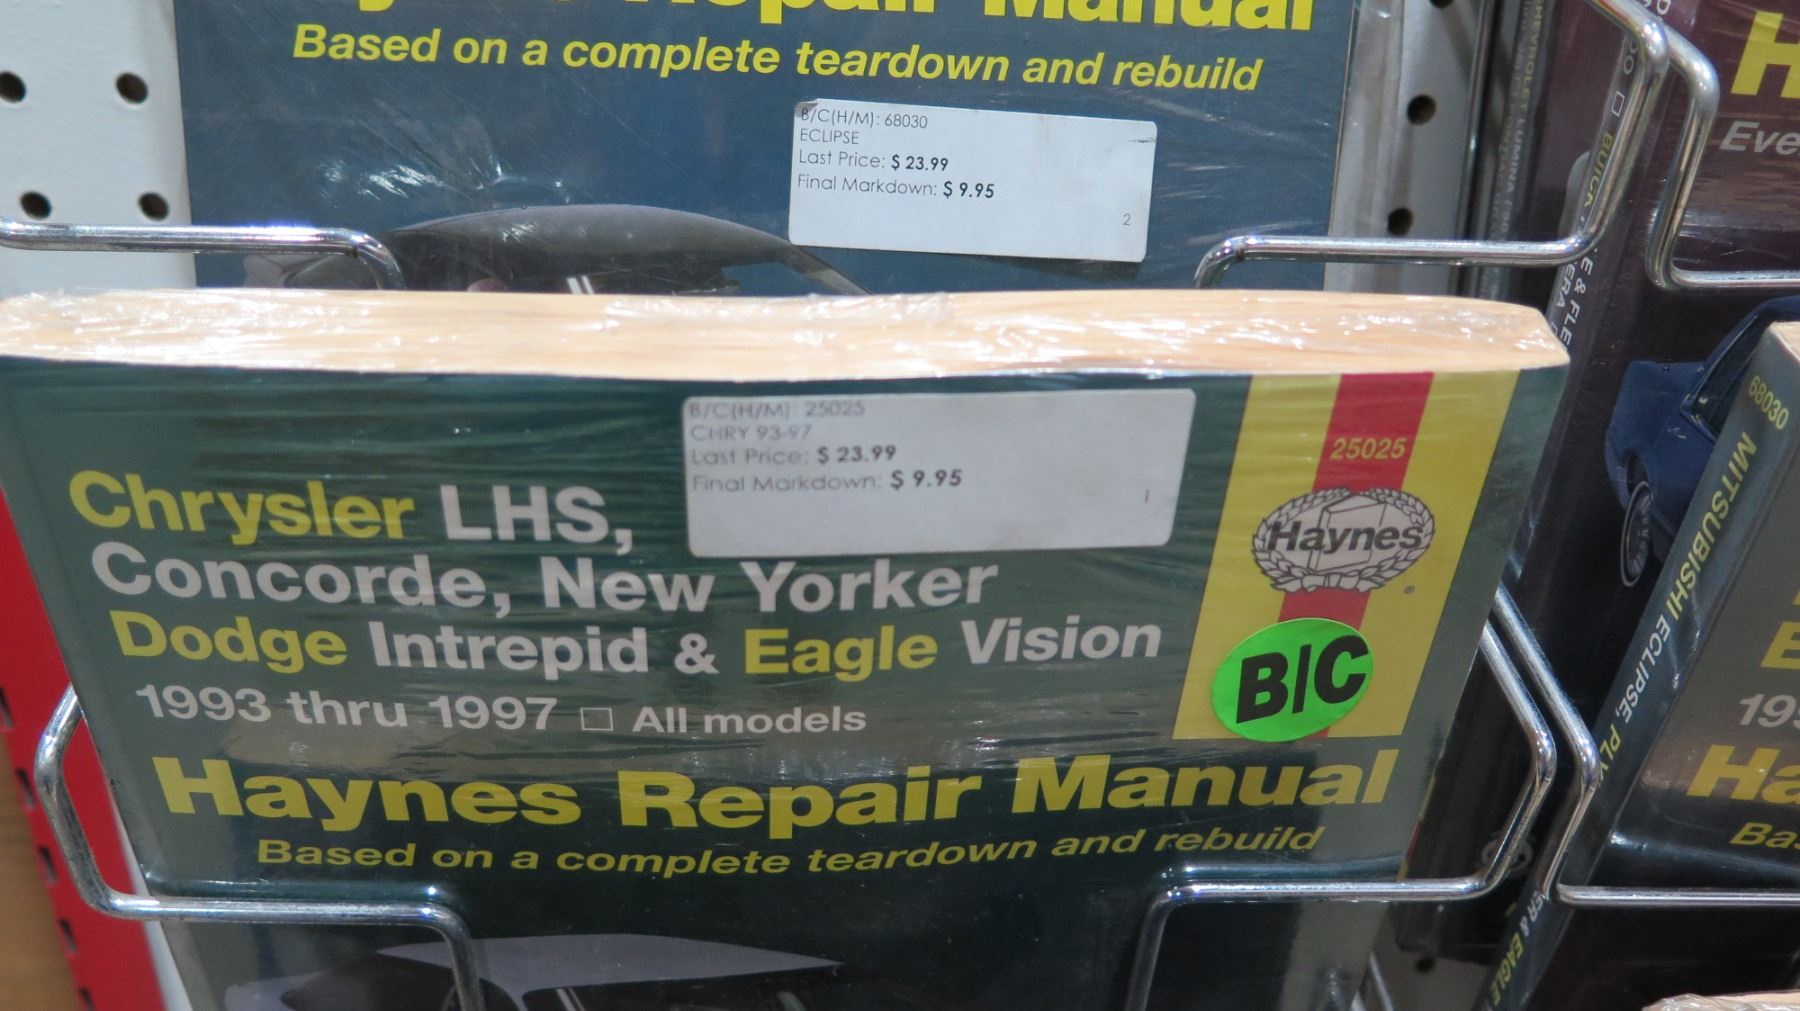 Repair Manual
Based on a complete teardown and rebuild
B/C(H/M): 68030
ECLIPSE
Last Price: $ 23.99
Final Markdown: $ 9.95
2
B/C(H/M): 25025
CHRY 93-97
Last Price: $ 23.99
Final Markdown: $ 9.95
1
Chrysler LHS,
Concorde, New Yorker
Dodge Intrepid & Eagle Vision
1993 thru 1997 □ All models
25025
Haynes
®
B/C
Haynes Repair Manual
Based on a complete teardown and rebuild
BUICK
68030
MITSUBISHI ECLIPSE,